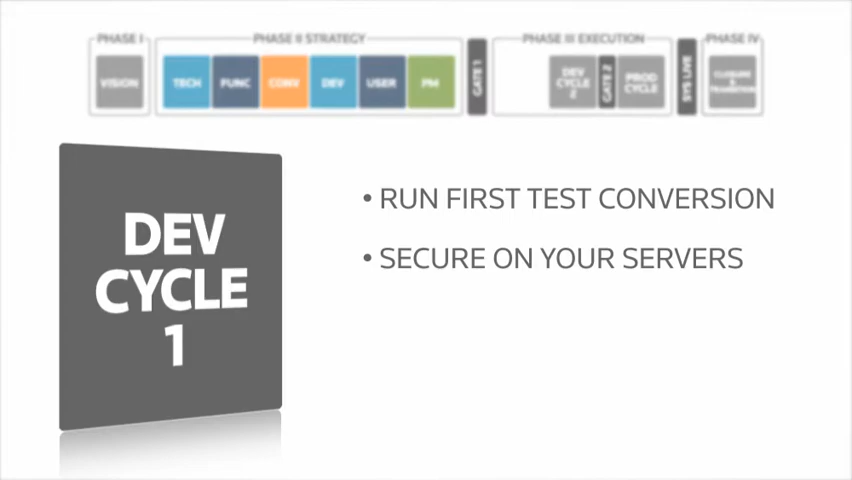 PHASE I PHASE II STRATEGY PHASE III EXECUTION PHASE IV
VISION TECH FUNC CONV DEV USER PM GATE 1 DEV CYCLE 2 GATE 2 PROD CYCLE SYS LIVE CLOSURE & TRANSITION
DEV
CYCLE
1
• RUN FIRST TEST CONVERSION
• SECURE ON YOUR SERVERS